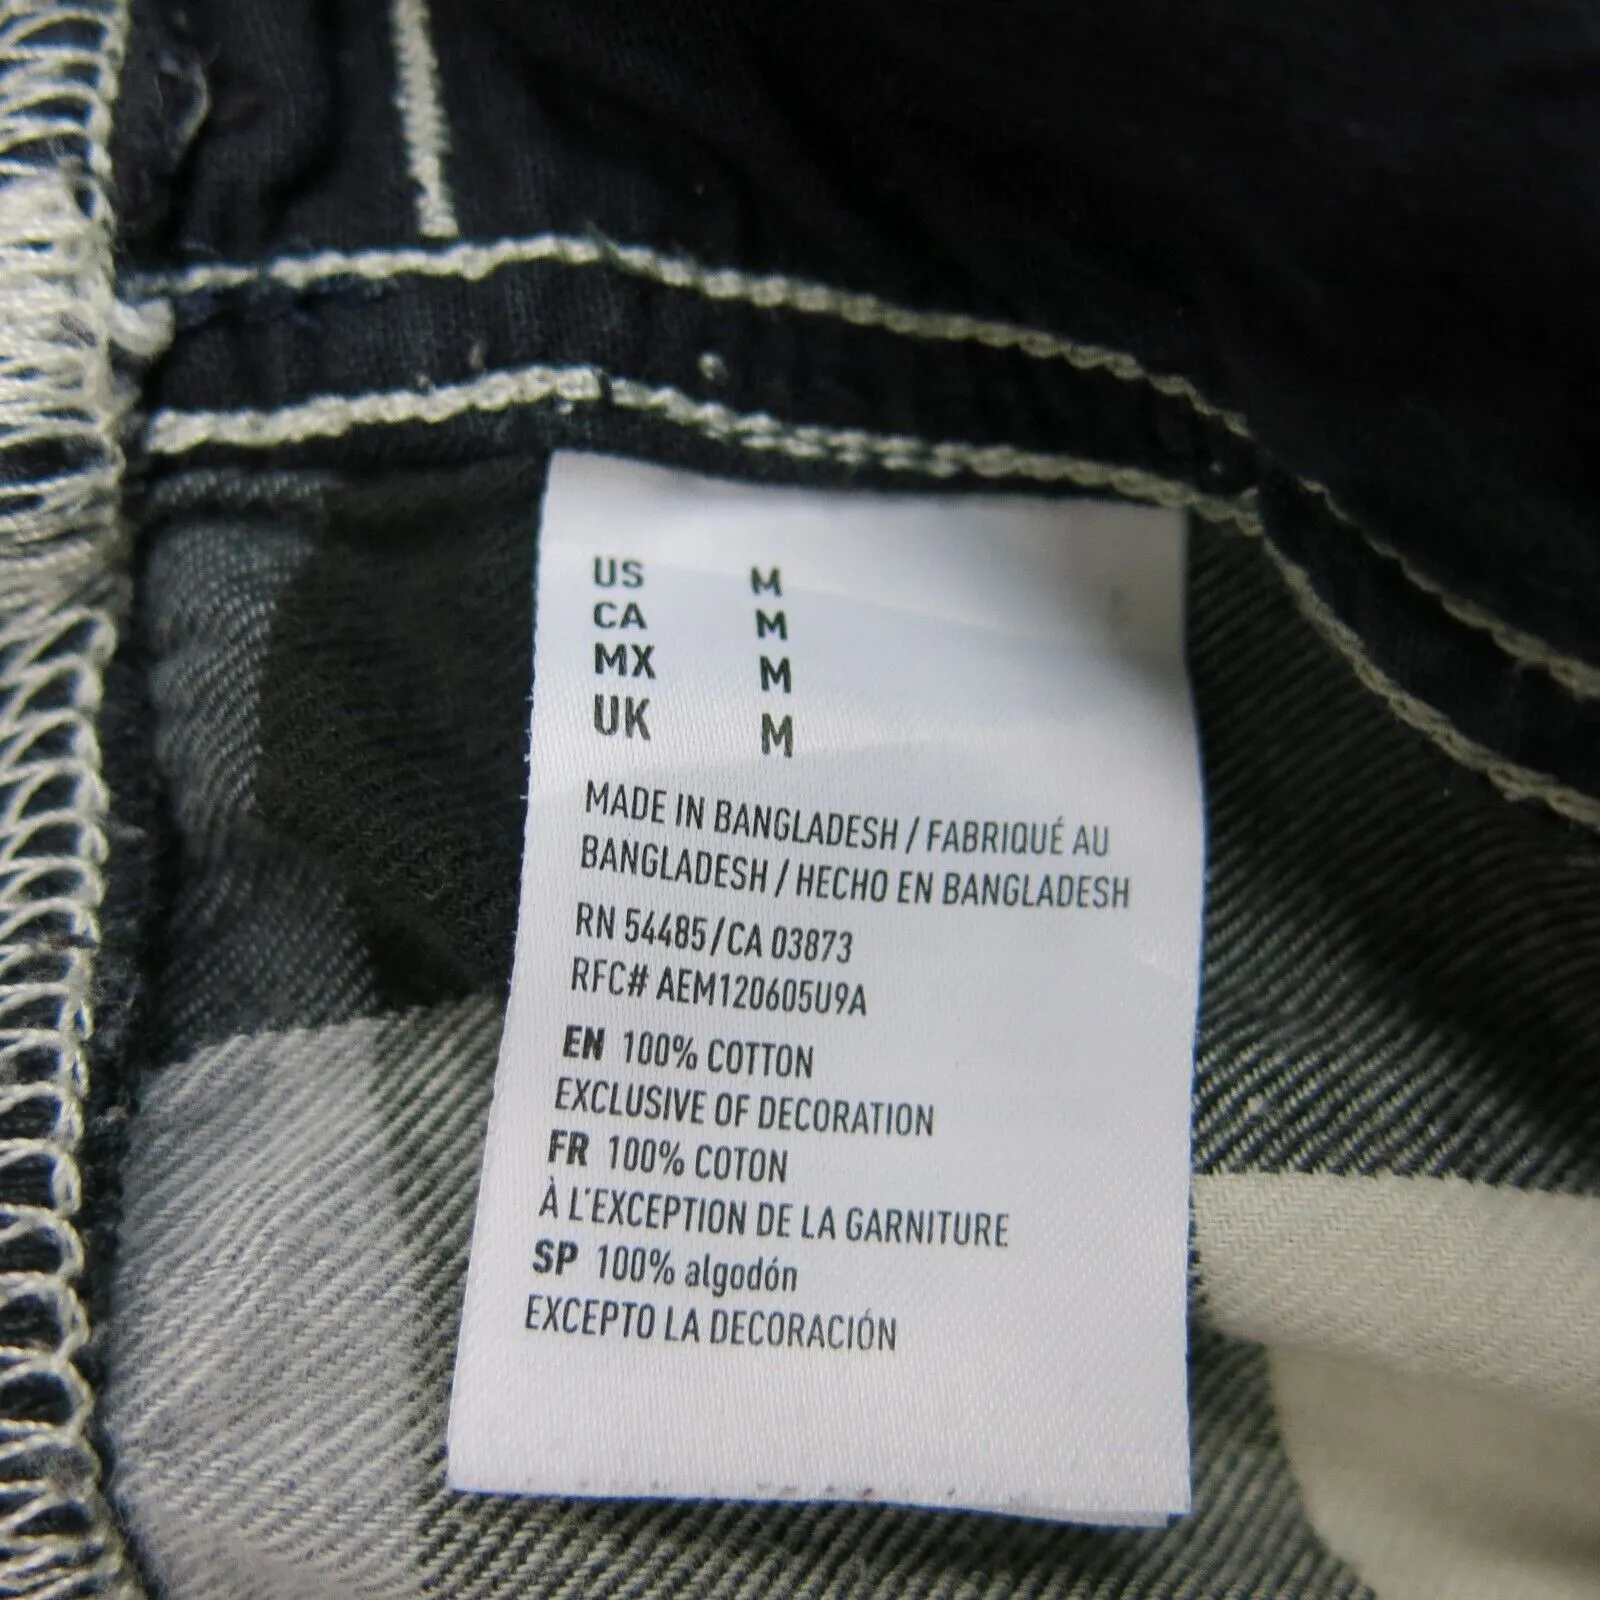 US M
CA M
MX M
UK M
MADE IN BANGLADESH / FABRIQUÉ AU
BANGLADESH / HECHO EN BANGLADESH
RN 54485/CA 03873
RFC# AEM120605U9A
EN 100% COTTON
EXCLUSIVE OF DECORATION
FR 100% COTON
À L'EXCEPTION DE LA GARNITURE
SP 100% algodón
EXCEPTO LA DECORACIÓN